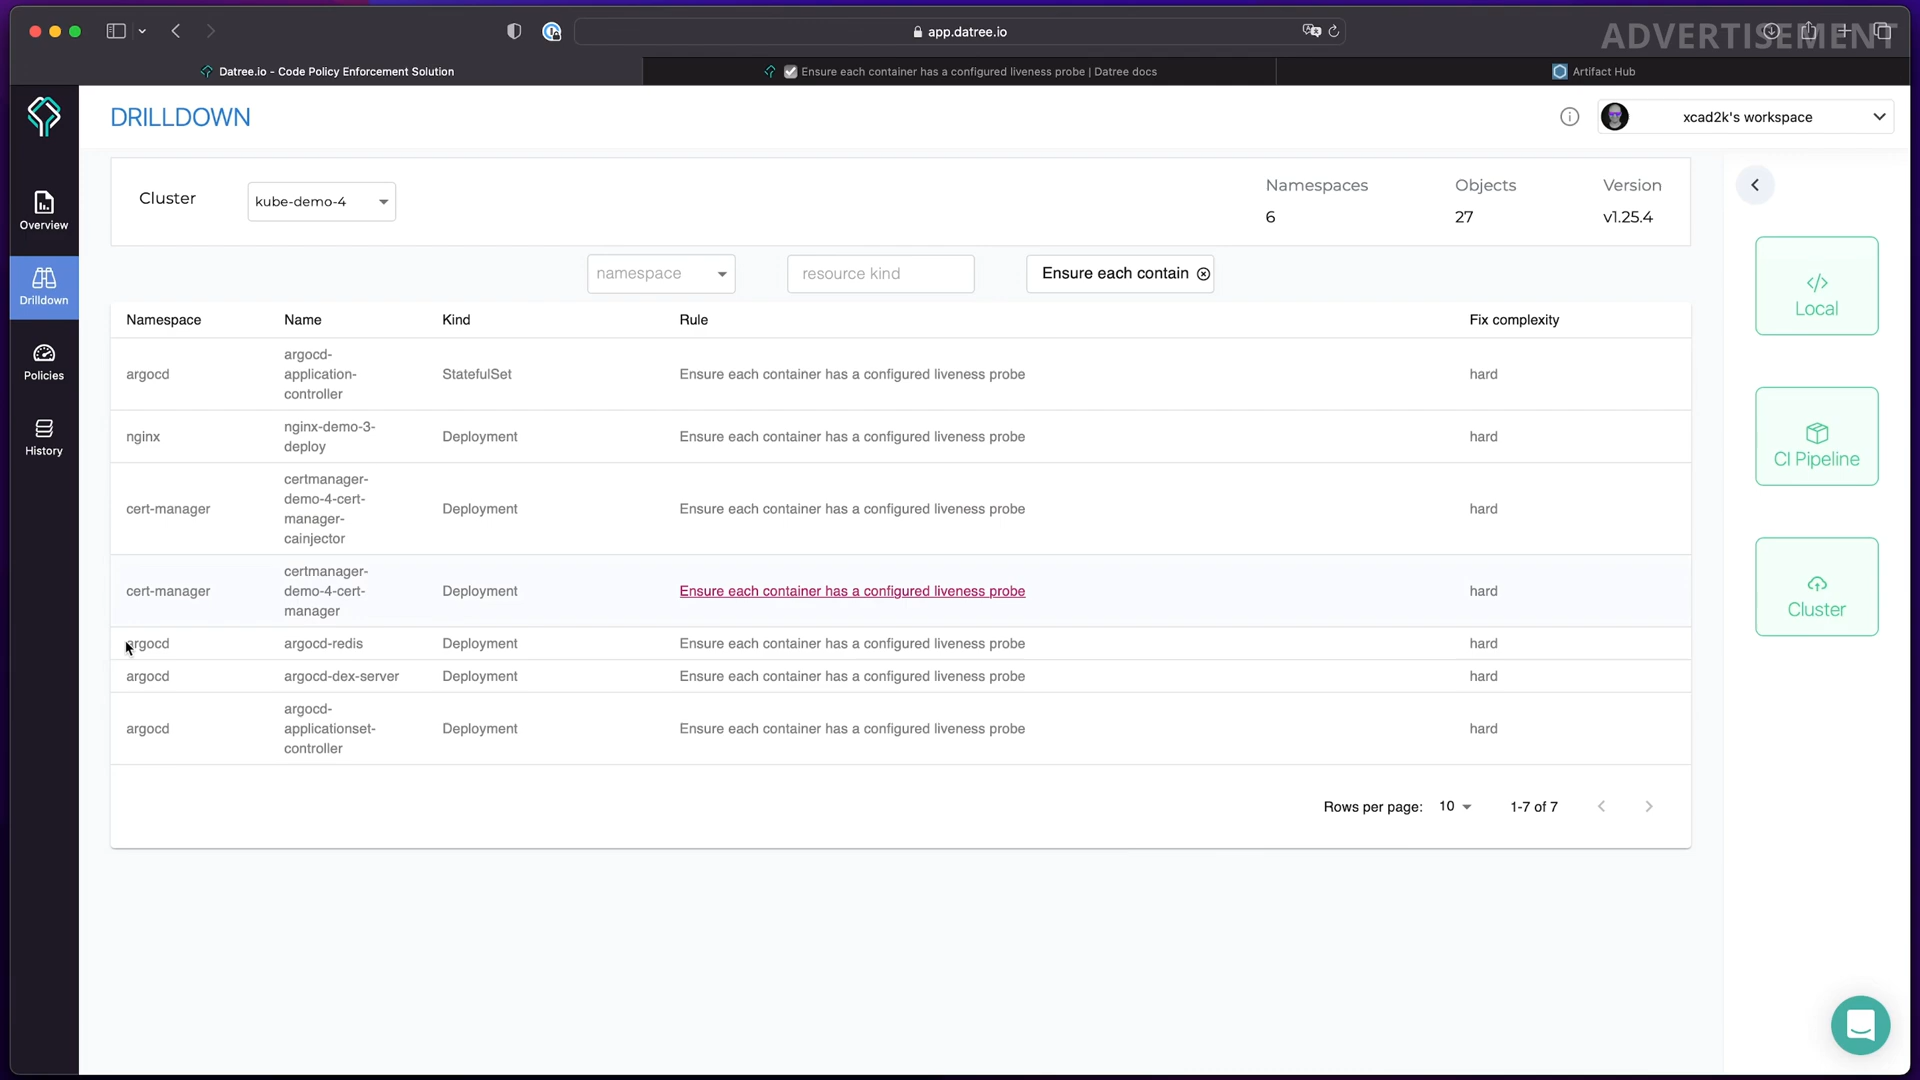 app.datree.io
ADVERTISEMENT
Datree.io - Code Policy Enforcement Solution
Ensure each container has a configured liveness probe | Datree docs
Artifact Hub
DRILLDOWN
xcad2k's workspace
Overview
Drilldown
Policies
History
Cluster
kube-demo-4
Namespaces
Objects
Version
6
27
v1.25.4
namespace
resource kind
Ensure each contain
Namespace Name Kind Rule Fix complexity
argocd
argocd-
application-
controller
StatefulSet
Ensure each container has a configured liveness probe
hard
nginx
nginx-demo-3-
deploy
Deployment
Ensure each container has a configured liveness probe
hard
cert-manager
certmanager-
demo-4-cert-
manager-
cainjector
Deployment
Ensure each container has a configured liveness probe
hard
cert-manager
certmanager-
demo-4-cert-
manager
Deployment
Ensure each container has a configured liveness probe
hard
argocd argocd-redis Deployment Ensure each container has a configured liveness probe hard
argocd argocd-dex-server Deployment Ensure each container has a configured liveness probe hard
argocd
argocd-
applicationset-
controller
Deployment
Ensure each container has a configured liveness probe
hard
Rows per page: 10 1-7 of 7
</> Local
CI Pipeline
Cluster